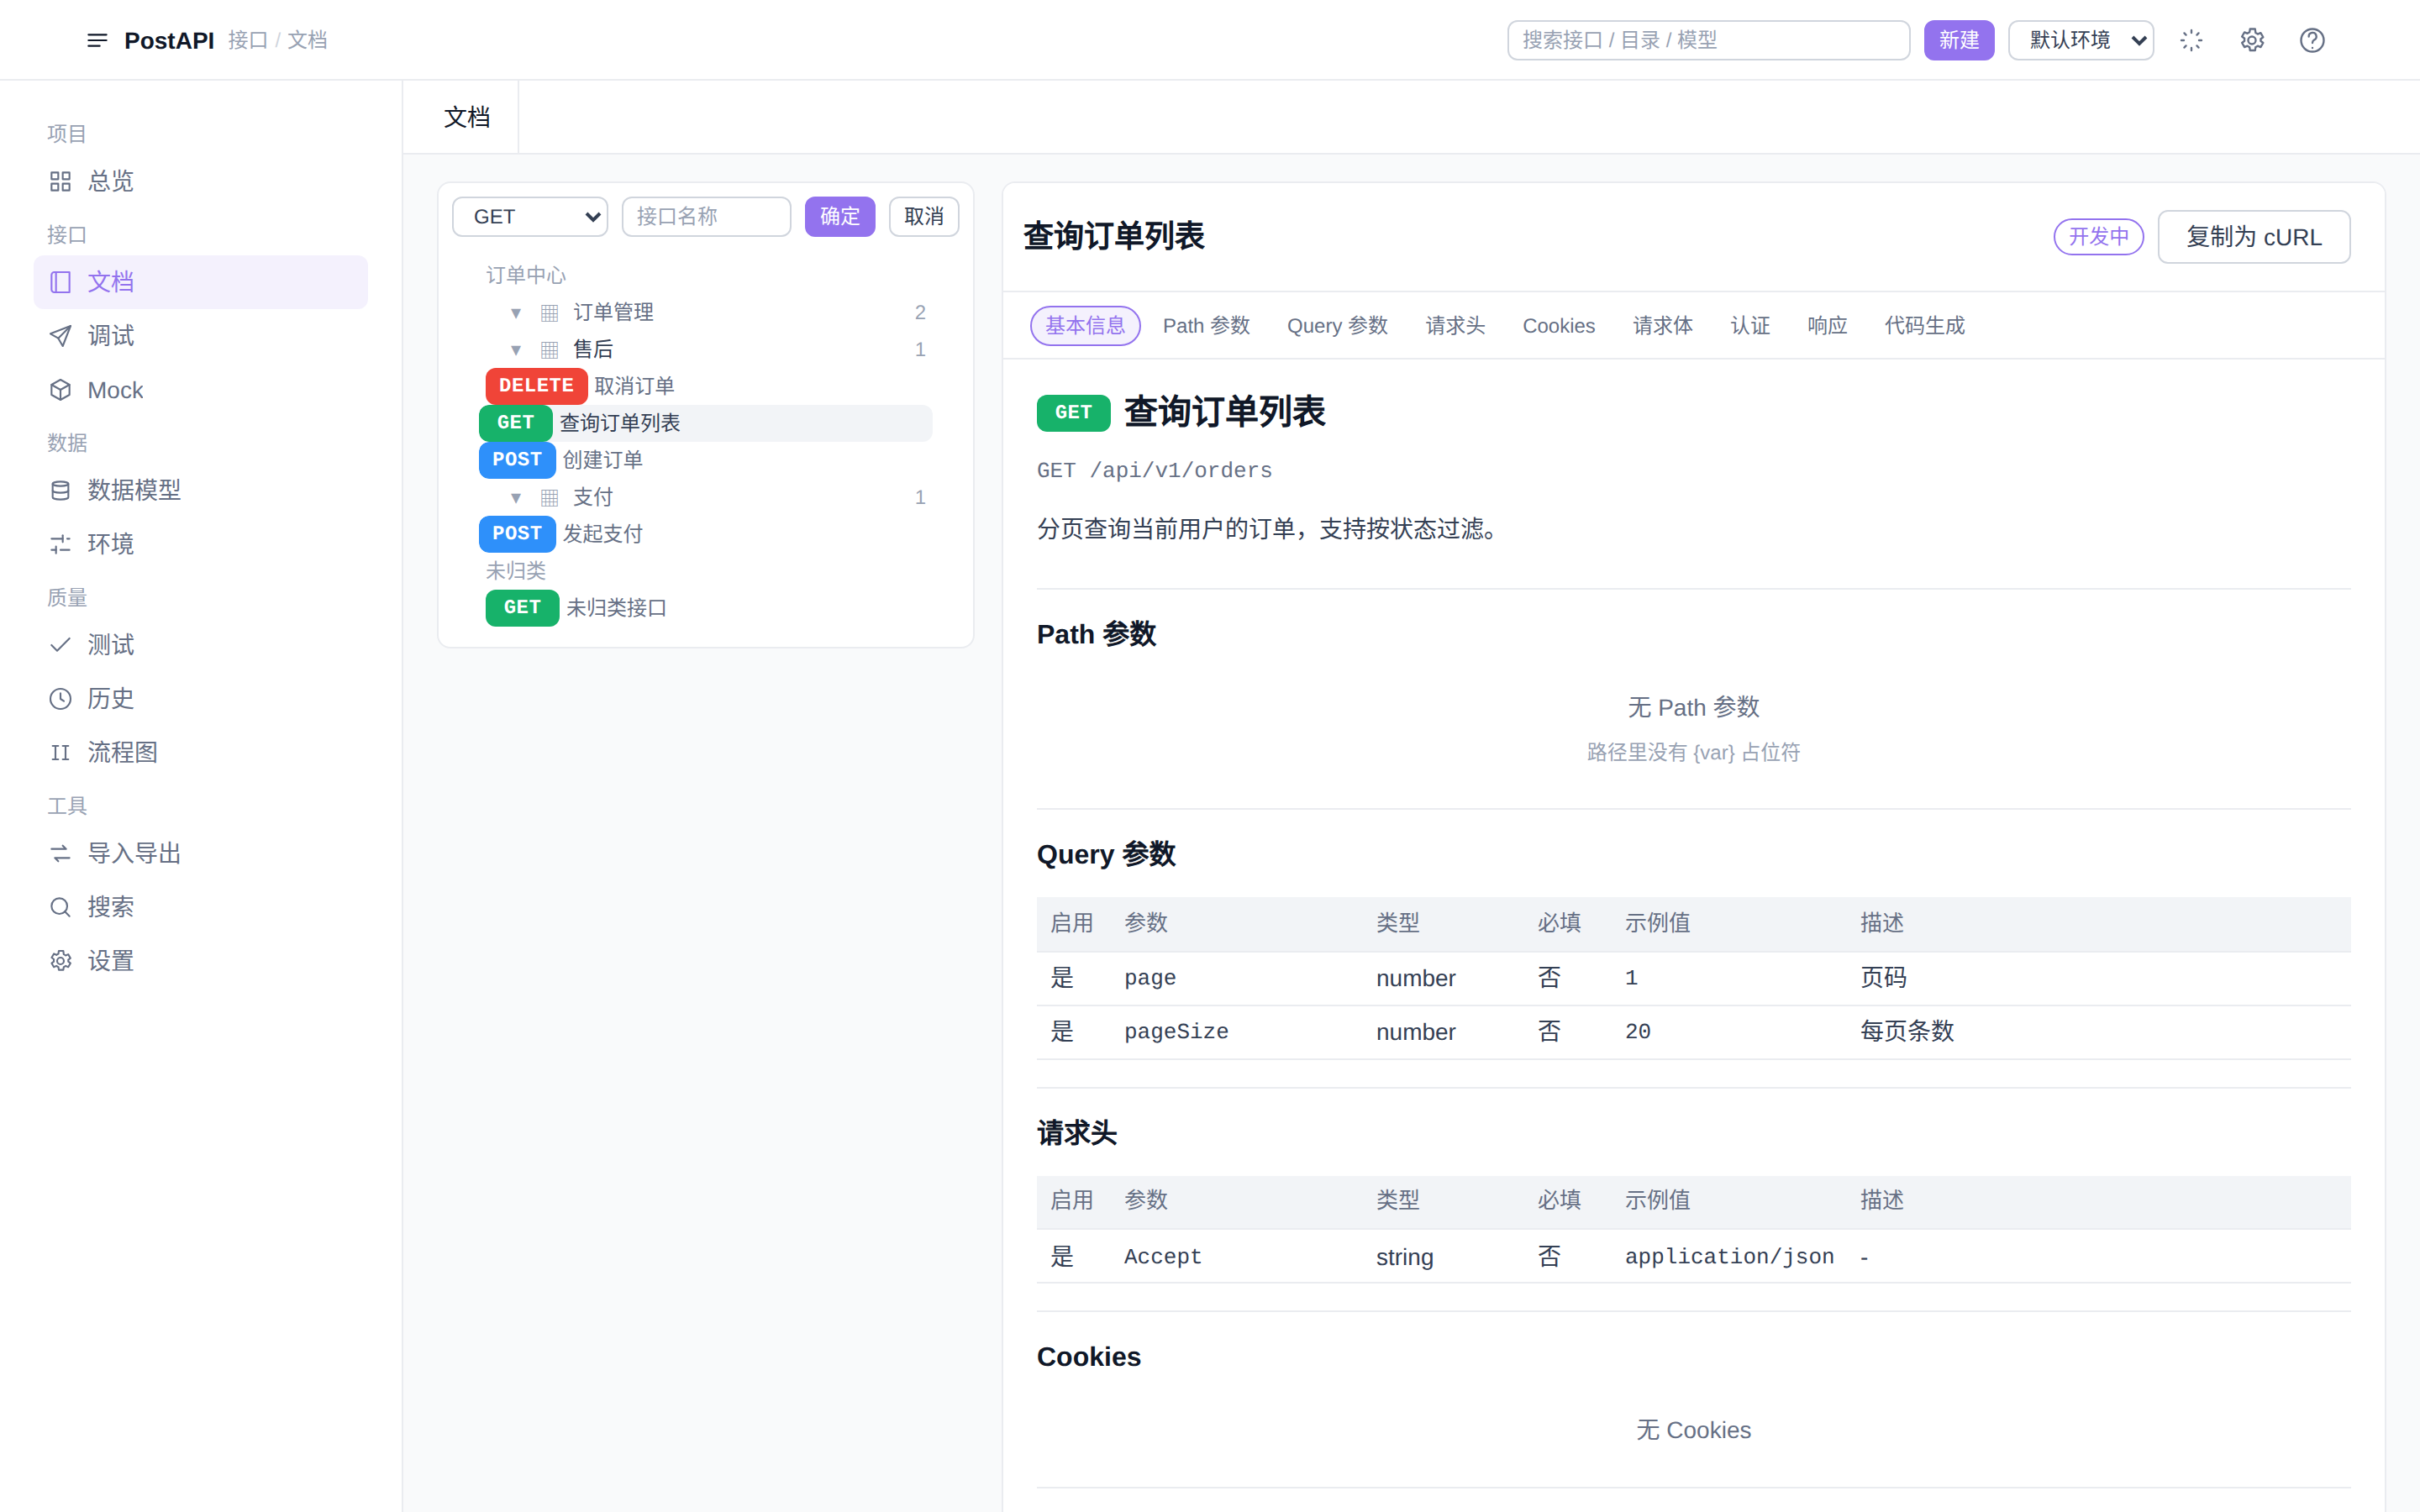 PostAPI 接口 / 文档
搜索接口 / 目录 / 模型
新建
默认环境
项目
总览
接口
文档
调试
Mock
数据
数据模型
环境
质量
测试
历史
流程图
工具
导入导出
搜索
设置
文档
GET 接口名称 确定 取消
订单中心
▼ 订单管理 2
▼ 售后 1
DELETE 取消订单
GET 查询订单列表
POST 创建订单
▼ 支付 1
POST 发起支付
未归类
GET 未归类接口
查询订单列表
开发中 复制为 cURL
基本信息 Path 参数 Query 参数 请求头 Cookies 请求体 认证 响应 代码生成
GET 查询订单列表
GET /api/v1/orders
分页查询当前用户的订单，支持按状态过滤。
Path 参数
无 Path 参数
路径里没有 {var} 占位符
Query 参数
启用 参数 类型 必填 示例值 描述
是 page number 否 1 页码
是 pageSize number 否 20 每页条数
请求头
启用 参数 类型 必填 示例值 描述
是 Accept string 否 application/json -
Cookies
无 Cookies